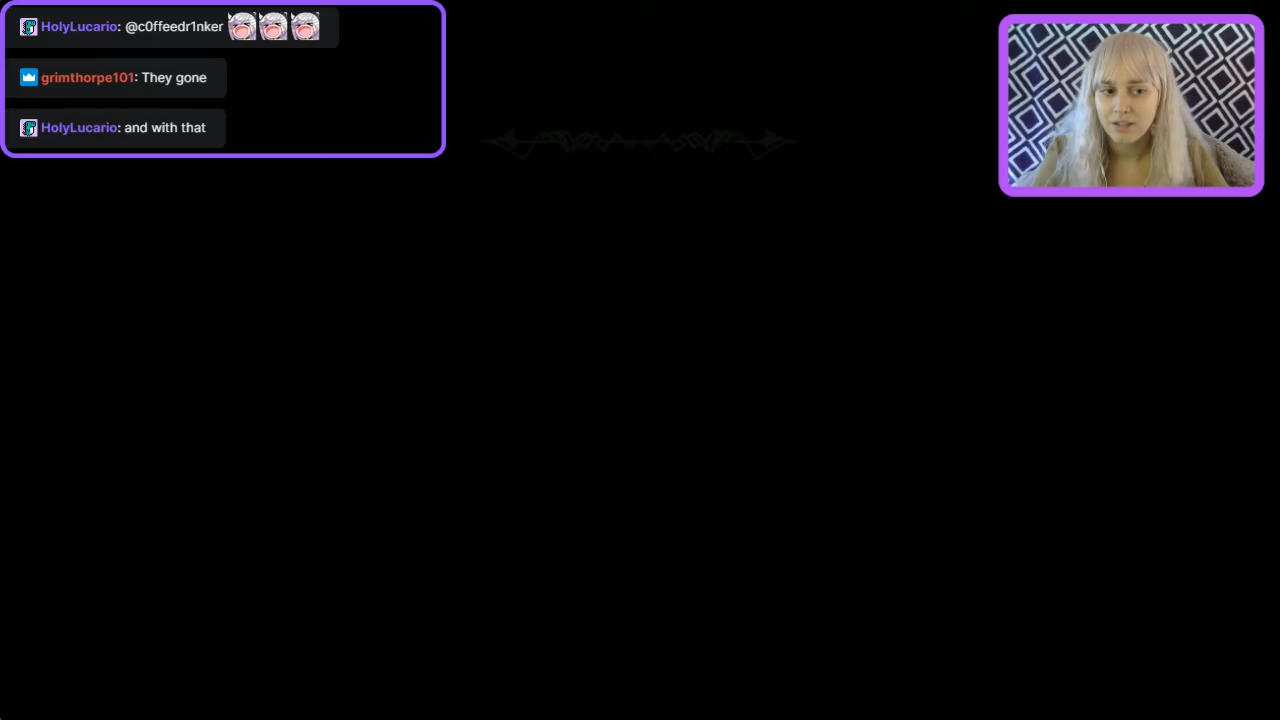 HolyLucario: @c0ffeedr1nker
grimthorpe101: They gone
HolyLucario: and with that